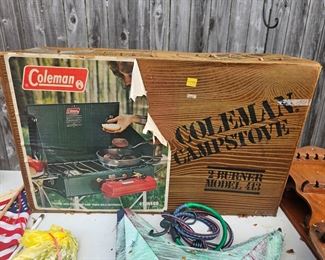 Coleman
COLEMAN
CAMPSTOVE
2 BURNER
MODEL 413